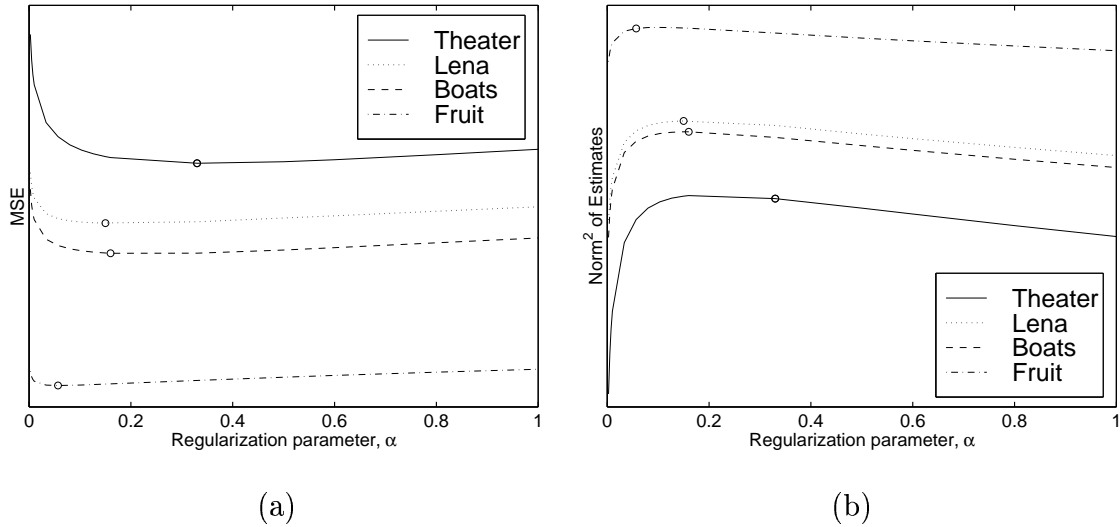 Theater
Lena
Boats
Fruit
MSE
0 0.2 0.4 0.6 0.8 1
Regularization parameter, α
(a)
Norm² of Estimates
Theater
Lena
Boats
Fruit
0 0.2 0.4 0.6 0.8 1
Regularization parameter, α
(b)